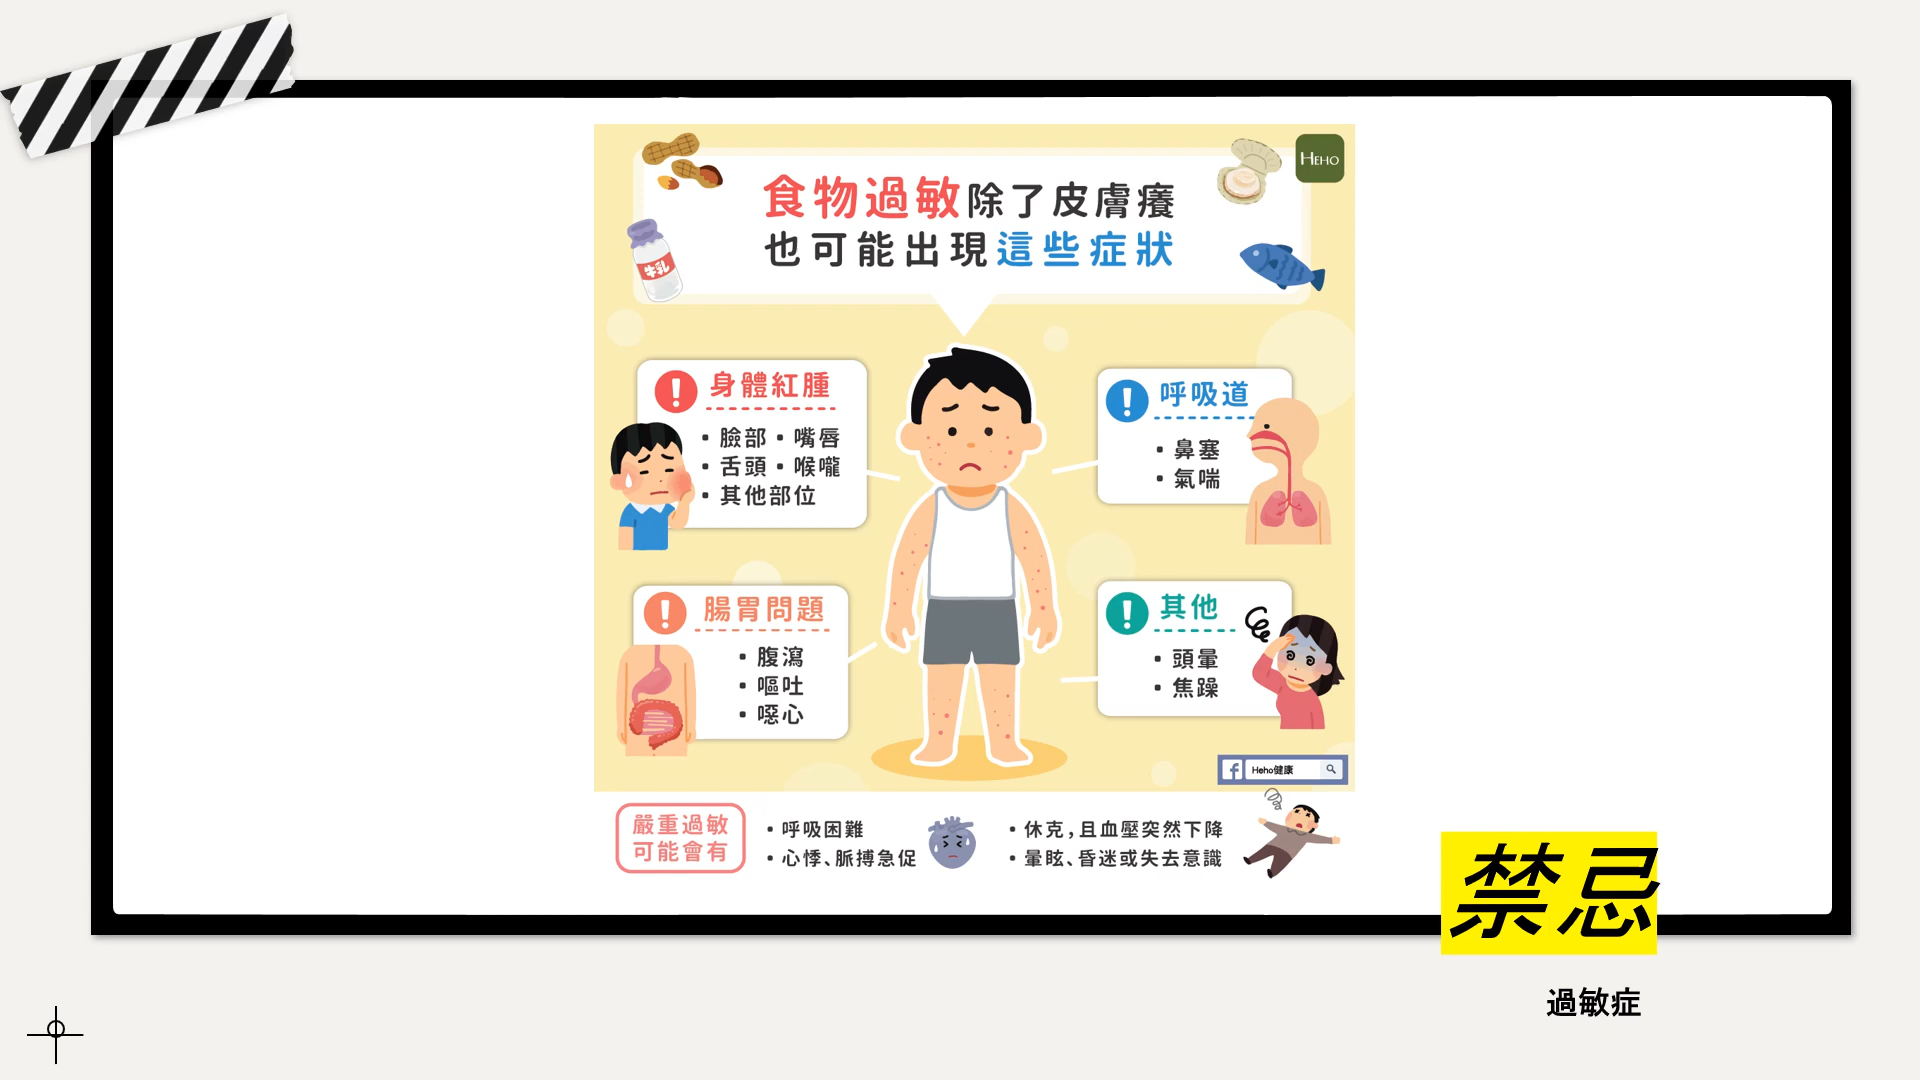 HEHO
食物過敏除了皮膚癢
也可能出現這些症狀
牛乳
身體紅腫
• 臉部 • 嘴唇
• 舌頭 • 喉嚨
• 其他部位
呼吸道
• 鼻塞
• 氣喘
腸胃問題
• 腹瀉
• 嘔吐
• 噁心
其他
• 頭暈
• 焦躁
f Heho健康
嚴重過敏
可能會有
• 呼吸困難
• 心悸、脈搏急促
• 休克,且血壓突然下降
• 暈眩、昏迷或失去意識
禁忌
過敏症